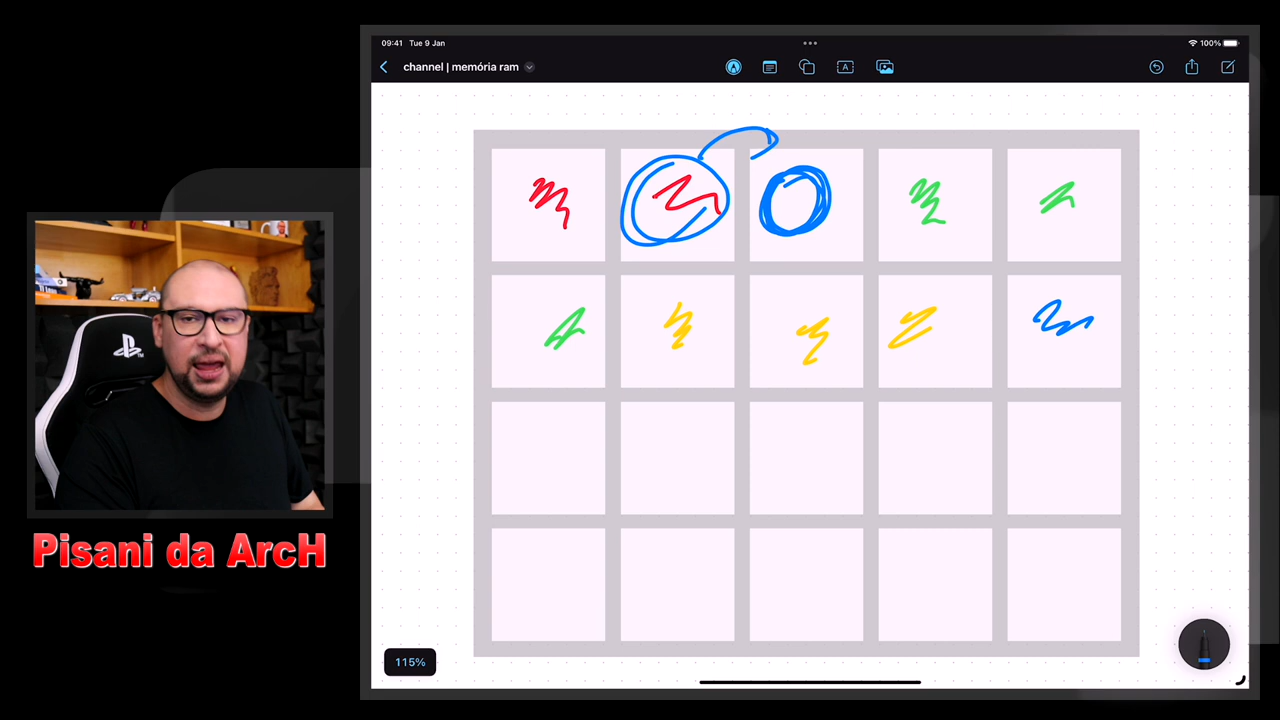 09:41 Tue 9 Jan
100%
channel | memória ram
A
115%
Pisani da ArcH